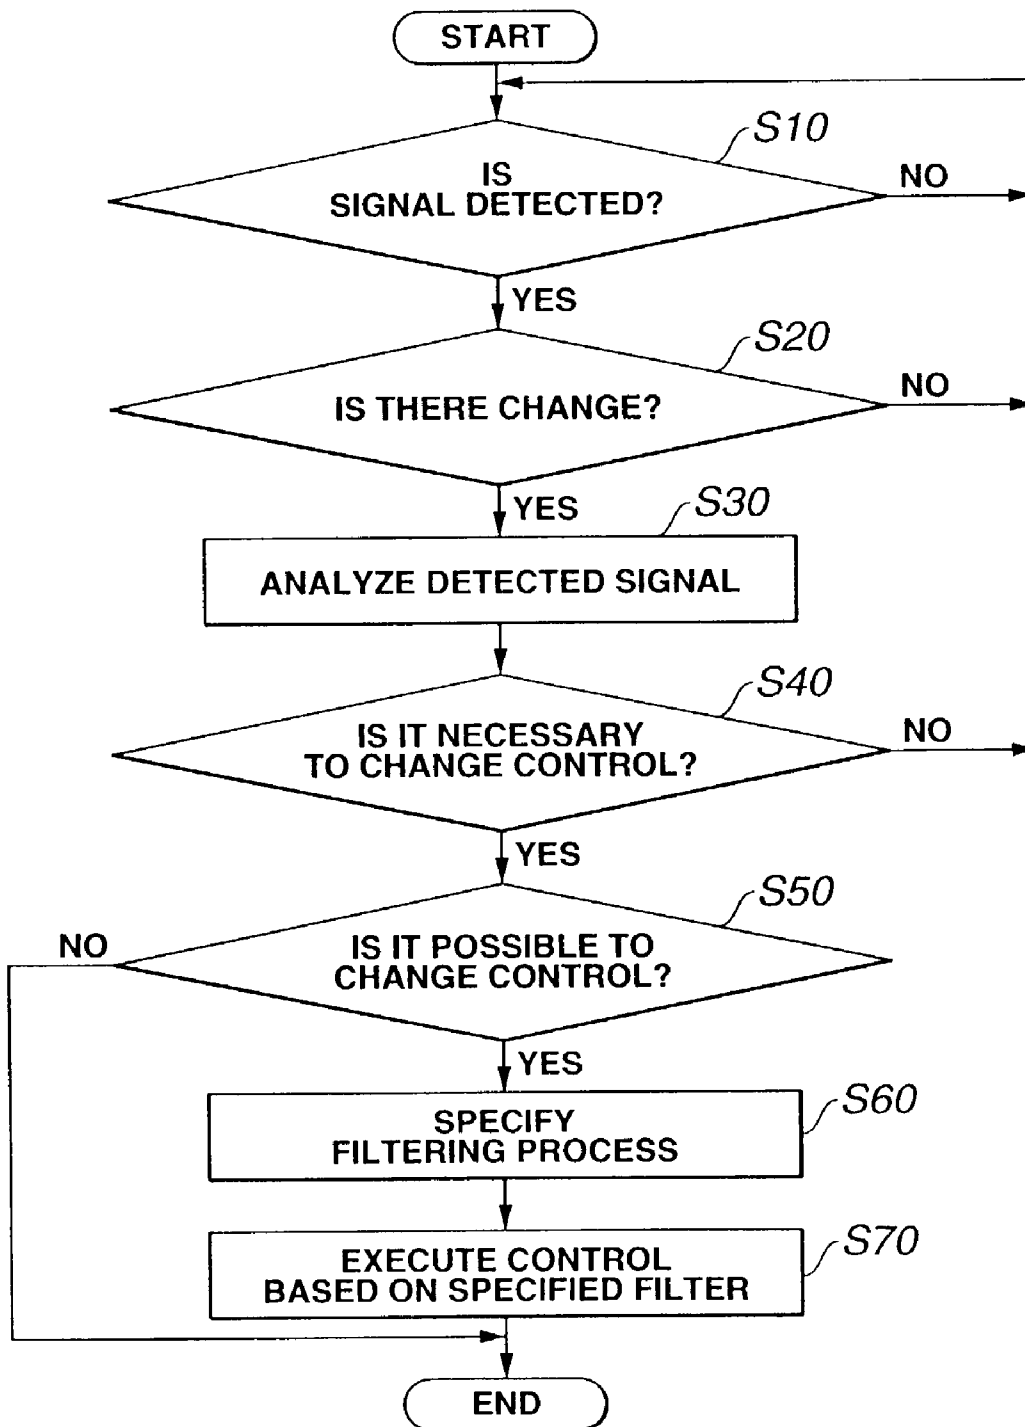 START
S10
IS
SIGNAL DETECTED?
NO
YES
S20
IS THERE CHANGE?
NO
YES
S30
ANALYZE DETECTED SIGNAL
S40
IS IT NECESSARY
TO CHANGE CONTROL?
NO
YES
S50
NO
IS IT POSSIBLE TO
CHANGE CONTROL?
YES
S60
SPECIFY
FILTERING PROCESS
S70
EXECUTE CONTROL
BASED ON SPECIFIED FILTER
END